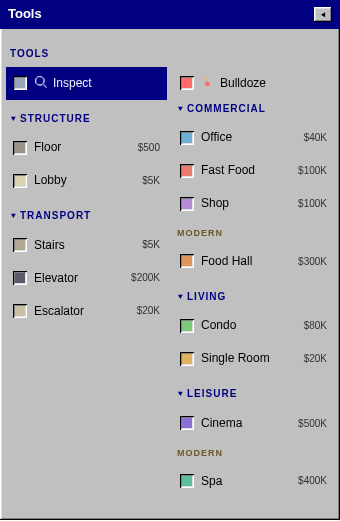 Tools
TOOLS
Inspect
Bulldoze
STRUCTURE
Floor $500
Lobby $5K
TRANSPORT
Stairs $5K
Elevator $200K
Escalator $20K
COMMERCIAL
Office $40K
Fast Food $100K
Shop $100K
MODERN
Food Hall $300K
LIVING
Condo $80K
Single Room $20K
LEISURE
Cinema $500K
MODERN
Spa $400K